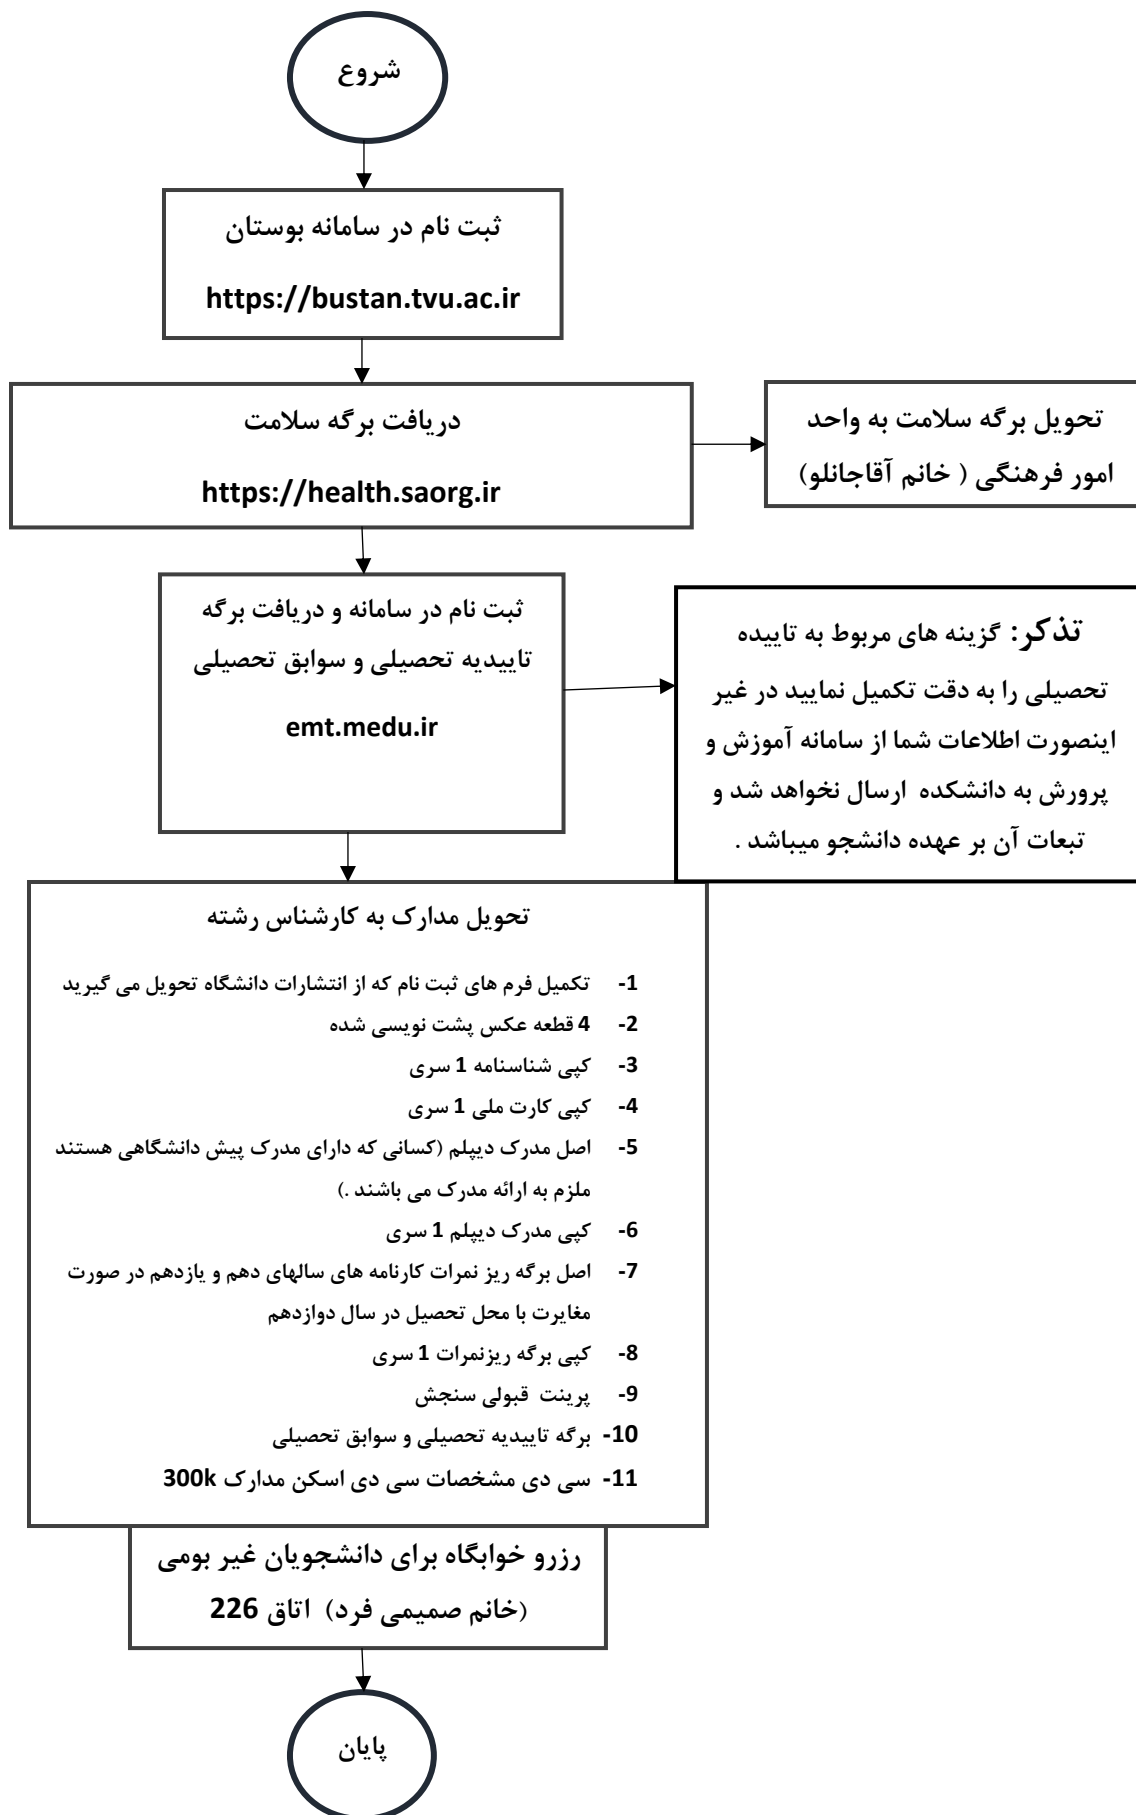 شروع
ثبت نام در سامانه بوستان
https://bustan.tvu.ac.ir
دریافت برگه سلامت
https://health.saorg.ir
تحویل برگه سلامت به واحد
امور فرهنگی ( خانم آقاجانلو)
ثبت نام در سامانه و دریافت برگه
تاییدیه تحصیلی و سوابق تحصیلی
emt.medu.ir
تذکر: گزینه های مربوط به تاییده
تحصیلی را به دقت تکمیل نمایید در غیر
اینصورت اطلاعات شما از سامانه آموزش و
پرورش به دانشکده ارسال نخواهد شد و
تبعات آن بر عهده دانشجو میباشد .
تحویل مدارک به کارشناس رشته
1- تکمیل فرم های ثبت نام که از انتشارات دانشگاه تحویل می گیرید
2- 4 قطعه عکس پشت نویسی شده
3- کپی شناسنامه 1 سری
4- کپی کارت ملی 1 سری
5- اصل مدرک دیپلم (کسانی که دارای مدرک پیش دانشگاهی هستند
ملزم به ارائه مدرک می باشند .)
6- کپی مدرک دیپلم 1 سری
7- اصل برگه ریز نمرات کارنامه های سالهای دهم و یازدهم در صورت
مغایرت با محل تحصیل در سال دوازدهم
8- کپی برگه ریزنمرات 1 سری
9- پرینت قبولی سنجش
10- برگه تاییدیه تحصیلی و سوابق تحصیلی
11- سی دی مشخصات سی دی اسکن مدارک 300k
رزرو خوابگاه برای دانشجویان غیر بومی
(خانم صمیمی فرد) اتاق 226
پایان